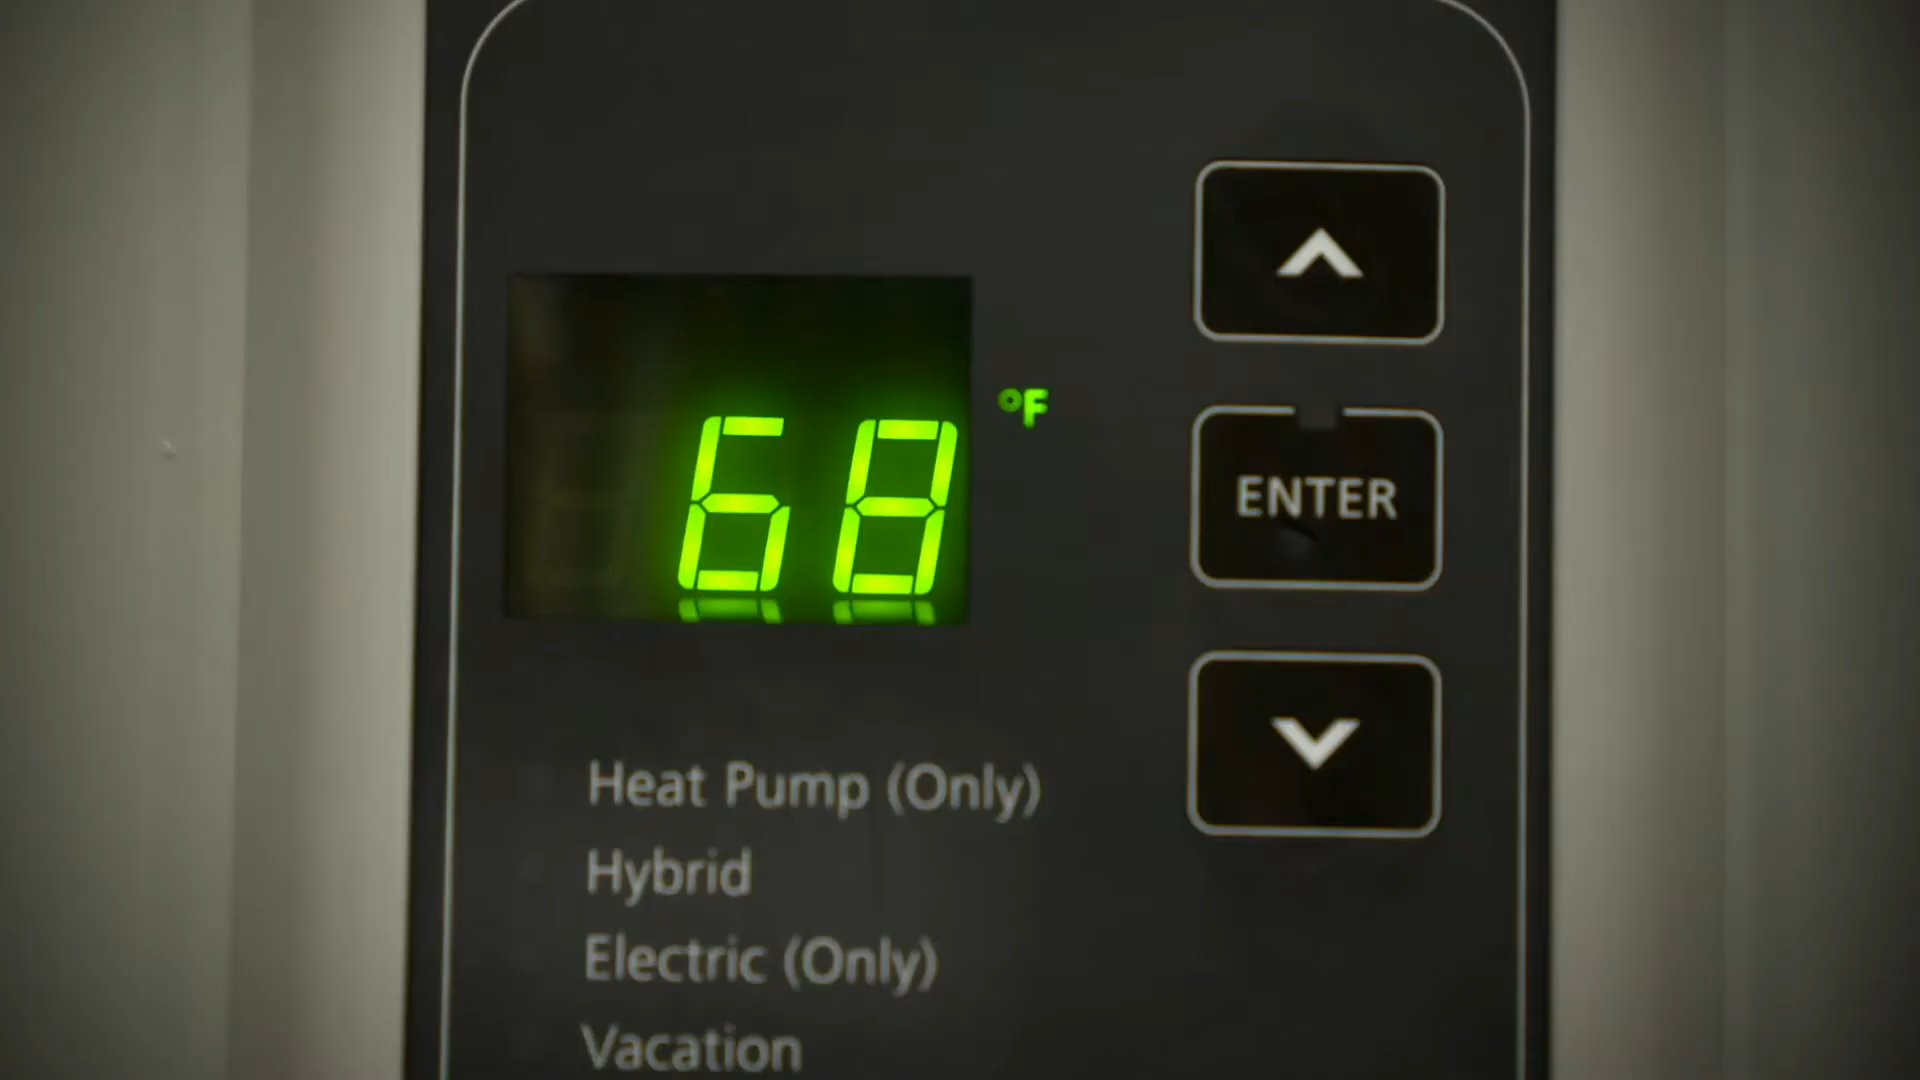 68 °F
ENTER
Heat Pump (Only)
Hybrid
Electric (Only)
Vacation